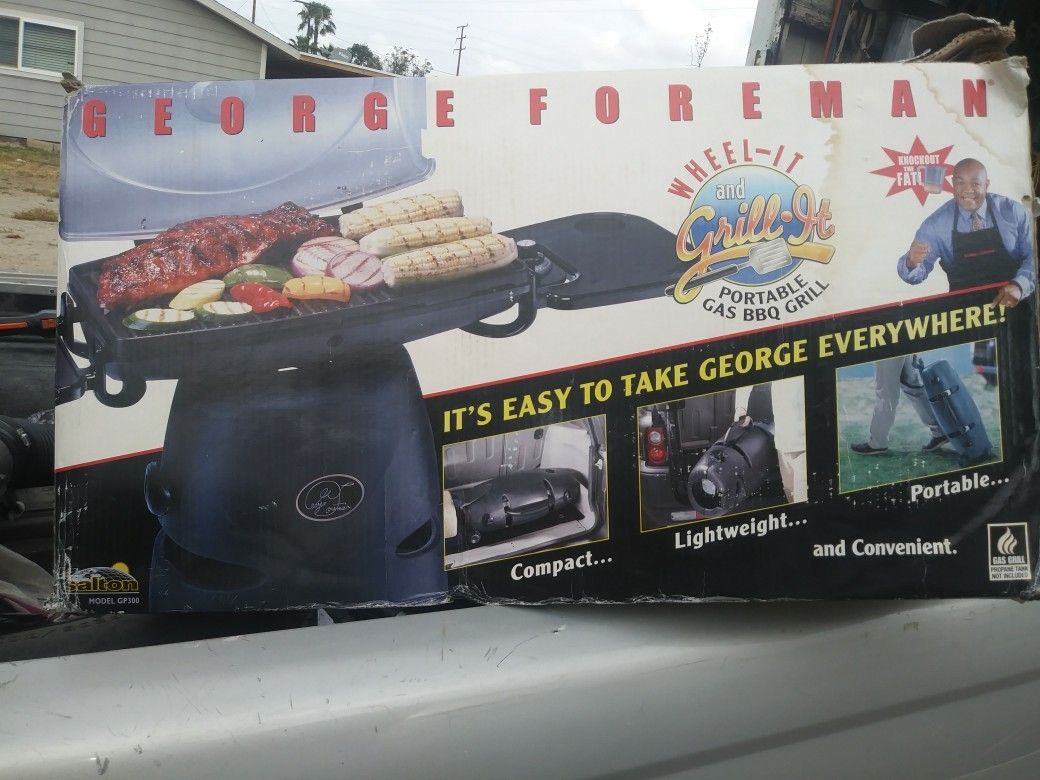 GEORGE FOREMAN
WHEEL-IT
and
Grill-It
PORTABLE
GAS BBQ GRILL
KNOCKOUT
THE
FAT!
IT'S EASY TO TAKE GEORGE EVERYWHERE!
Compact...
Lightweight...
Portable...
and Convenient.
salton
MODEL GP300
GAS GRILL
PROPANE TANK
NOT INCLUDED